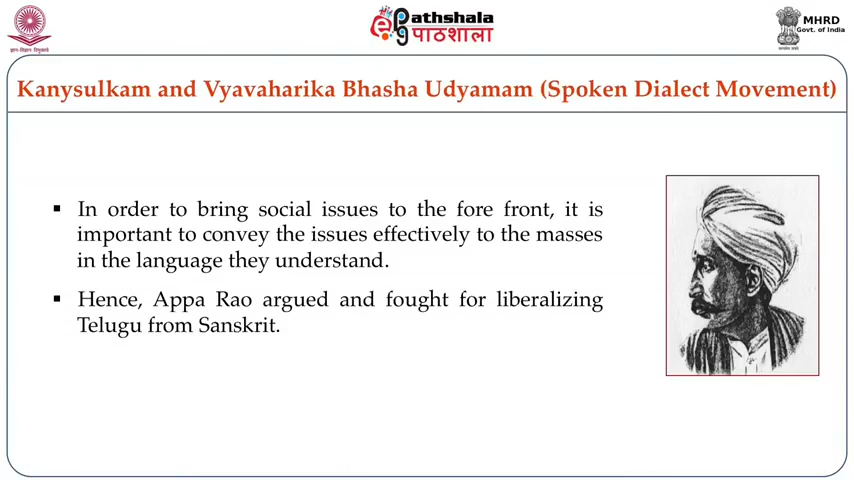 ePathshala
पाठशाला
MHRD
Govt. of India
Kanysulkam and Vyavaharika Bhasha Udyamam (Spoken Dialect Movement)
▪ In order to bring social issues to the fore front, it is
important to convey the issues effectively to the masses
in the language they understand.
▪ Hence, Appa Rao argued and fought for liberalizing
Telugu from Sanskrit.